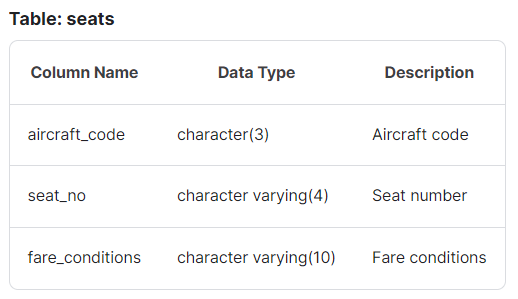 Table: seats
Column Name Data Type Description
aircraft_code character(3) Aircraft code
seat_no character varying(4) Seat number
fare_conditions character varying(10) Fare conditions